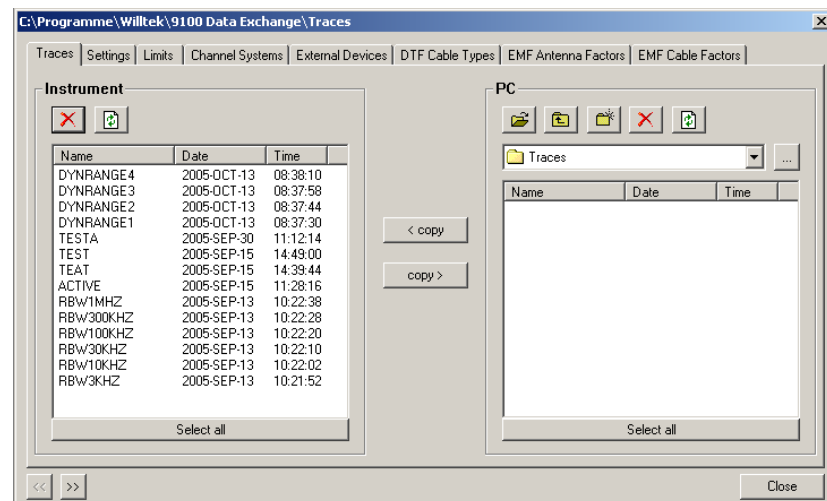 C:\Programme\Willtek\9100 Data Exchange\Traces
Traces Settings Limits Channel Systems External Devices DTF Cable Types EMF Antenna Factors EMF Cable Factors
Instrument
Name Date Time
DYNRANGE4 2005-OCT-13 08:38:10
DYNRANGE3 2005-OCT-13 08:37:58
DYNRANGE2 2005-OCT-13 08:37:44
DYNRANGE1 2005-OCT-13 08:37:30
TESTA 2005-SEP-30 11:12:14
TEST 2005-SEP-15 14:49:00
TEAT 2005-SEP-15 14:39:44
ACTIVE 2005-SEP-15 11:28:16
RBW1MHZ 2005-SEP-13 10:22:38
RBW300KHZ 2005-SEP-13 10:22:28
RBW100KHZ 2005-SEP-13 10:22:20
RBW30KHZ 2005-SEP-13 10:22:10
RBW10KHZ 2005-SEP-13 10:22:02
RBW3KHZ 2005-SEP-13 10:21:52
Select all
< copy
copy >
PC
Traces ...
Name Date Time
Select all
<< >> Close